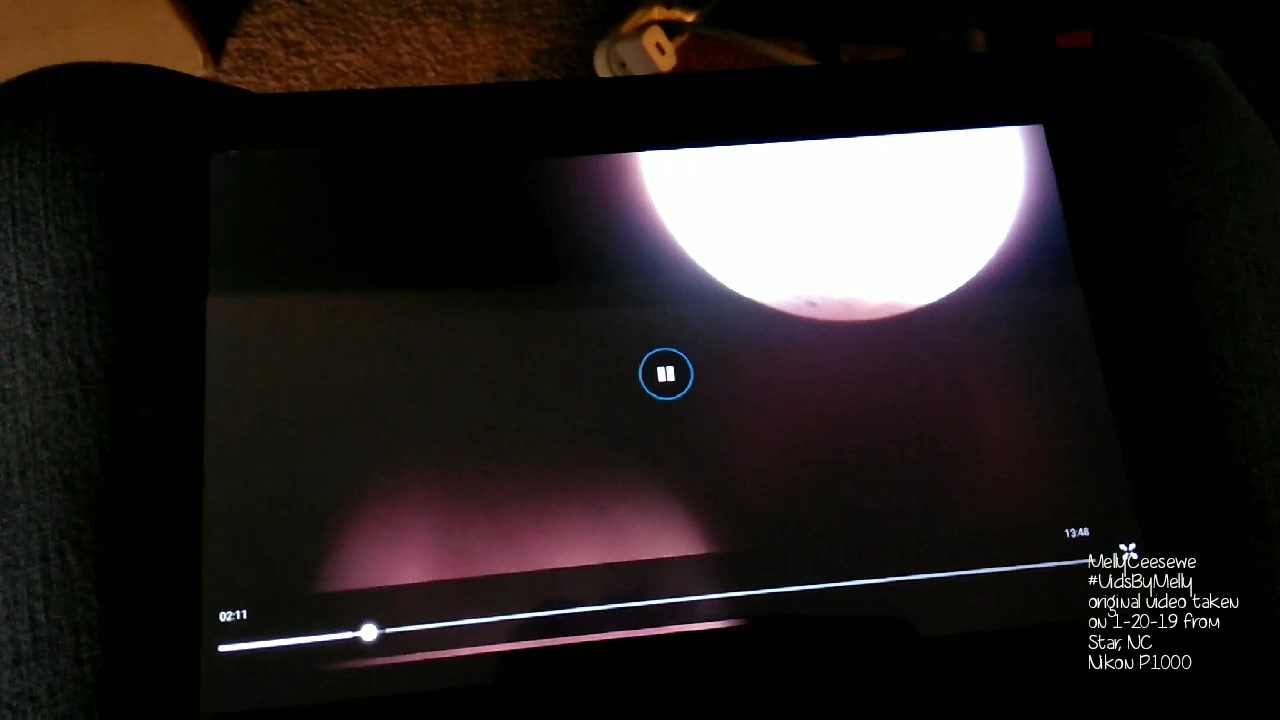 13:48
02:11
MellyCeesewe
#VidsByMelly
original video taken
on 1-20-19 from
Star, NC
Nikon P1000